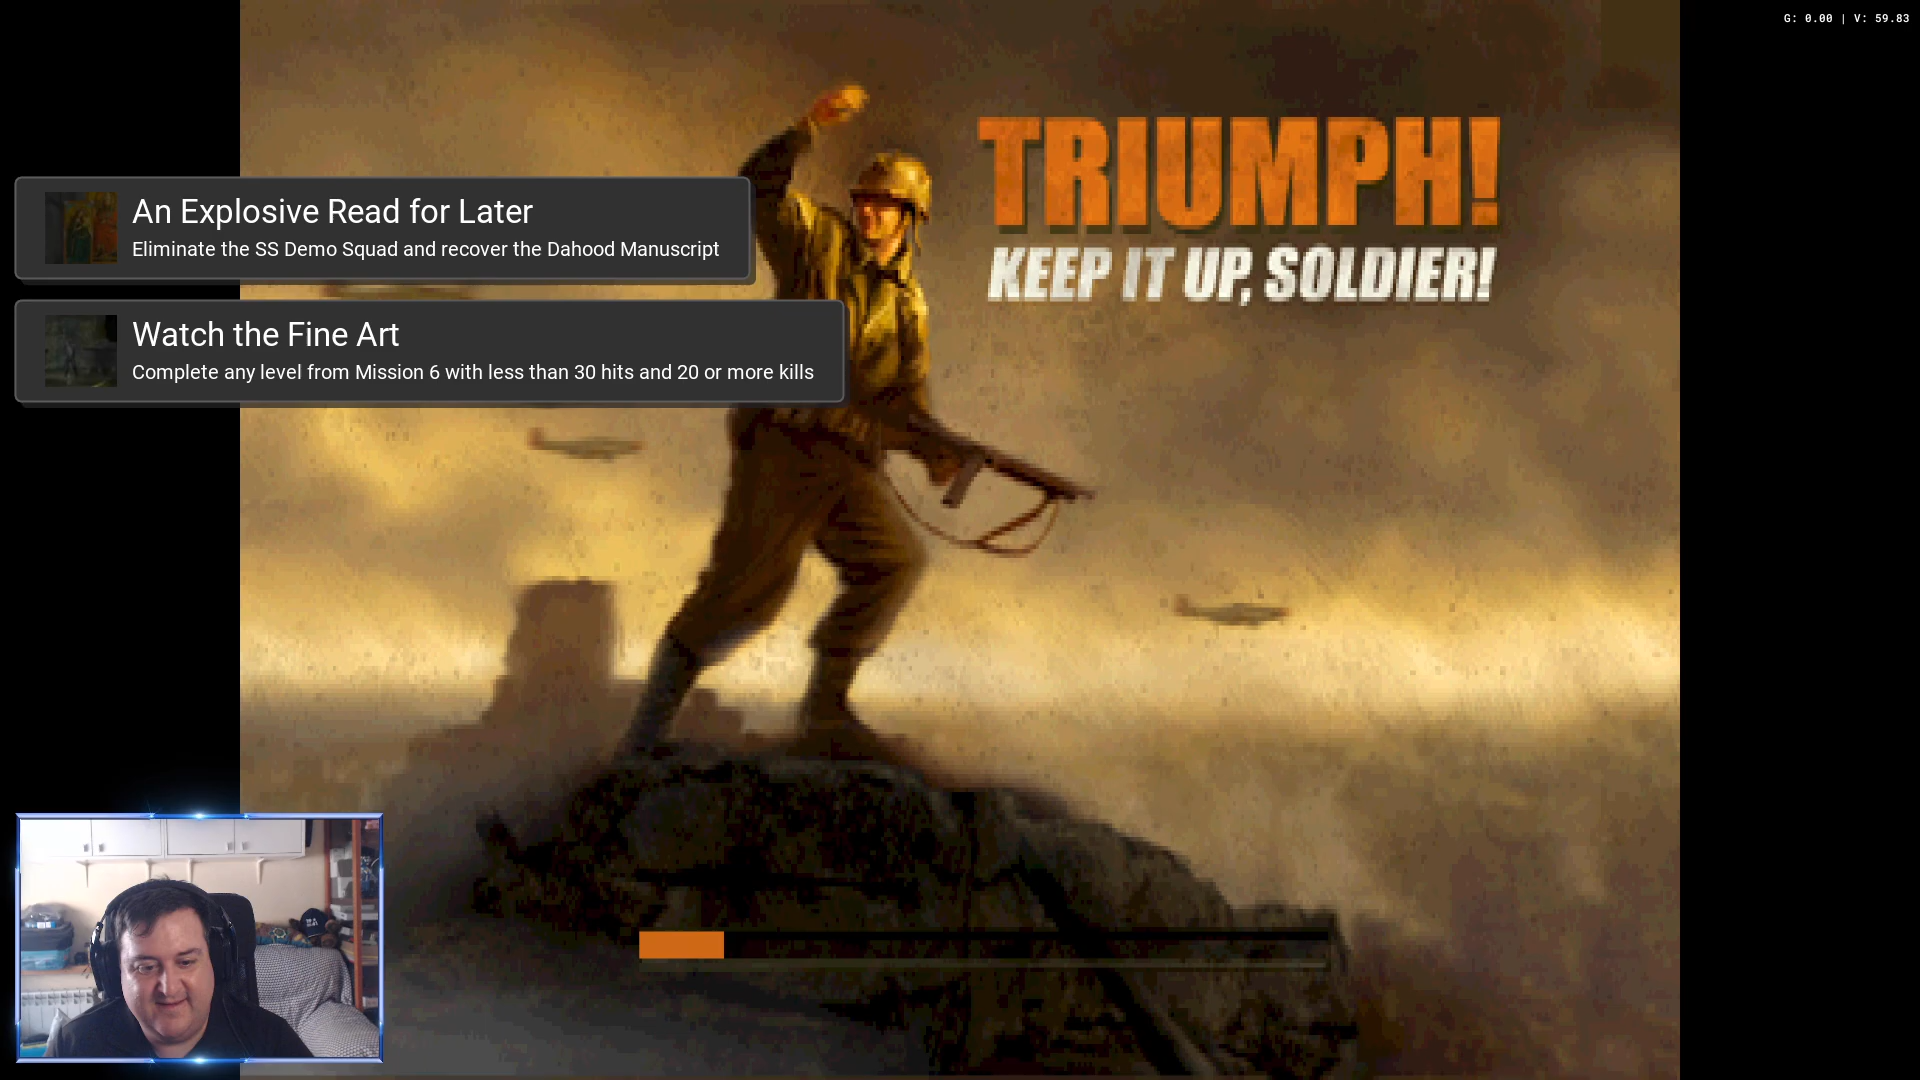 G: 0.00 | V: 59.83
TRIUMPH!
KEEP IT UP, SOLDIER!
An Explosive Read for Later
Eliminate the SS Demo Squad and recover the Dahood Manuscript
Watch the Fine Art
Complete any level from Mission 6 with less than 30 hits and 20 or more kills